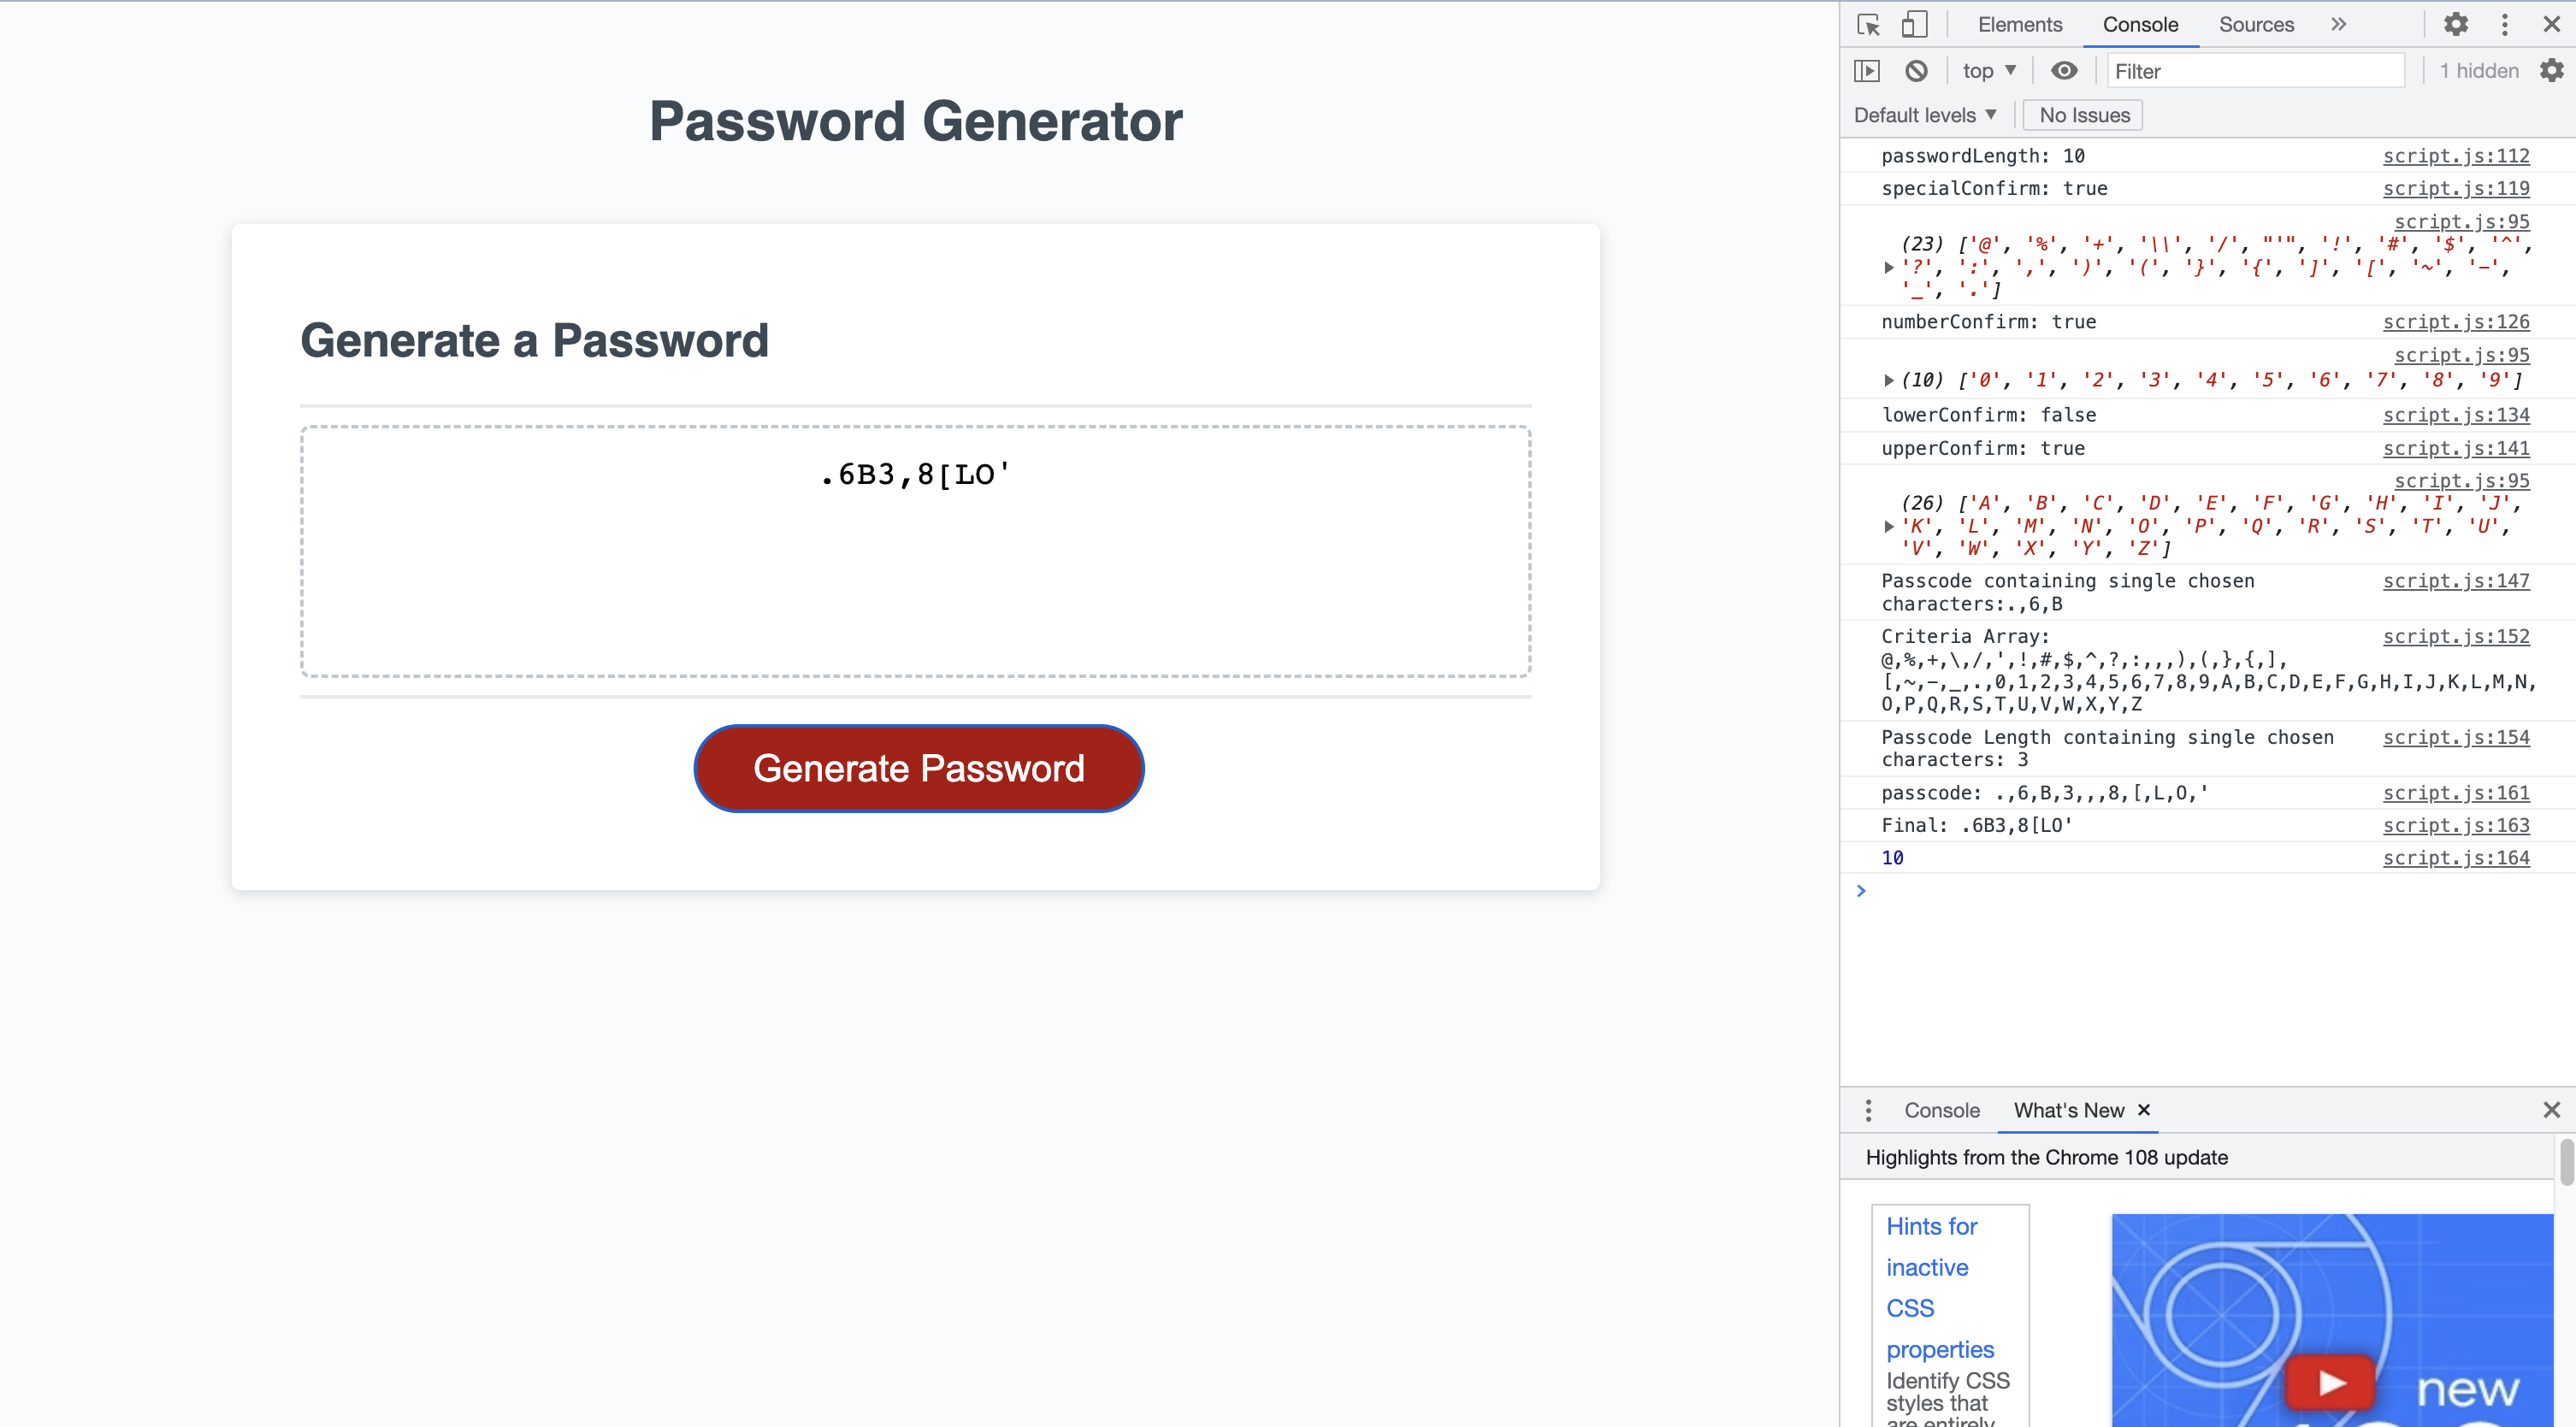 Password Generator
Generate a Password
.6B3,8[LO'
Generate Password
Elements Console Sources »
top ▼ Filter 1 hidden
Default levels ▼ No Issues
passwordLength: 10 script.js:112
specialConfirm: true script.js:119
script.js:95
(23) ['@', '%', '+', '\\', '/', "'", '!', '#', '$', '^',
'?', ':', ',', ')', '(', '}', '{', ']', '[', '~', '-',
'_', '.']
numberConfirm: true script.js:126
script.js:95
(10) ['0', '1', '2', '3', '4', '5', '6', '7', '8', '9']
lowerConfirm: false script.js:134
upperConfirm: true script.js:141
script.js:95
(26) ['A', 'B', 'C', 'D', 'E', 'F', 'G', 'H', 'I', 'J',
'K', 'L', 'M', 'N', 'O', 'P', 'Q', 'R', 'S', 'T', 'U',
'V', 'W', 'X', 'Y', 'Z']
Passcode containing single chosen script.js:147
characters:.,6,B
Criteria Array: script.js:152
@,%,+,\,/,',!,#,$,^,?,:,,,),(,},{,],
[,~,-,_,.,0,1,2,3,4,5,6,7,8,9,A,B,C,D,E,F,G,H,I,J,K,L,M,N,
O,P,Q,R,S,T,U,V,W,X,Y,Z
Passcode Length containing single chosen script.js:154
characters: 3
passcode: .,6,B,3,,,8,[,L,O,' script.js:161
Final: .6B3,8[LO' script.js:163
10 script.js:164
>
Console What's New ×
Highlights from the Chrome 108 update
Hints for
inactive
CSS
properties
Identify CSS
styles that
are entirely
new